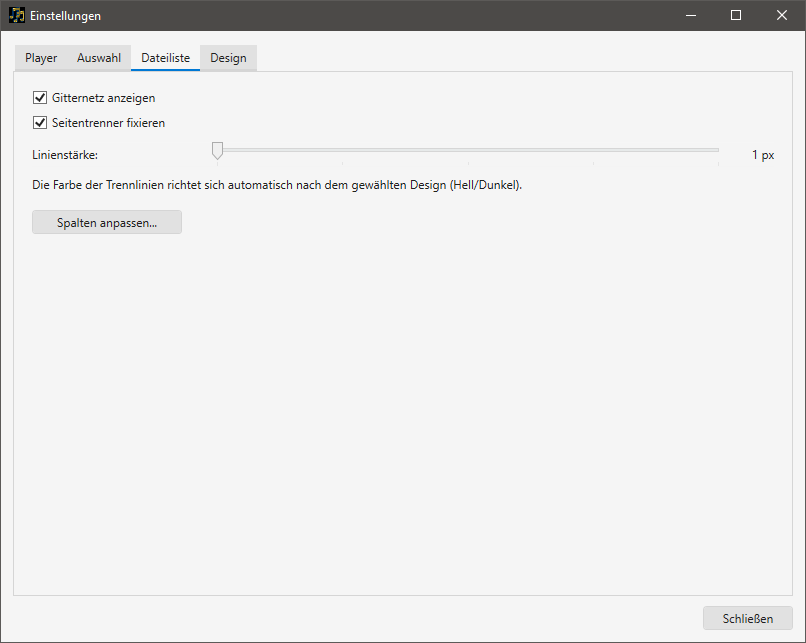 Einstellungen
Player Auswahl Dateiliste Design
Gitternetz anzeigen
Seitentrenner fixieren
Linienstärke: 1 px
Die Farbe der Trennlinien richtet sich automatisch nach dem gewählten Design (Hell/Dunkel).
Spalten anpassen...
Schließen